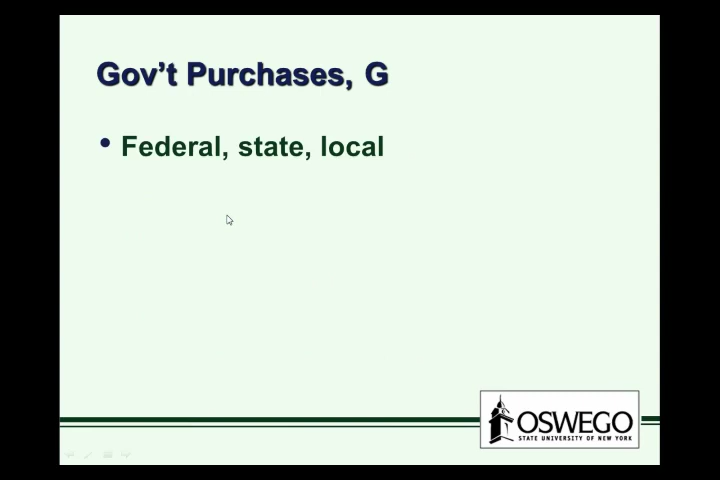 Gov't Purchases, G
• Federal, state, local
OSWEGO
STATE UNIVERSITY OF NEW YORK